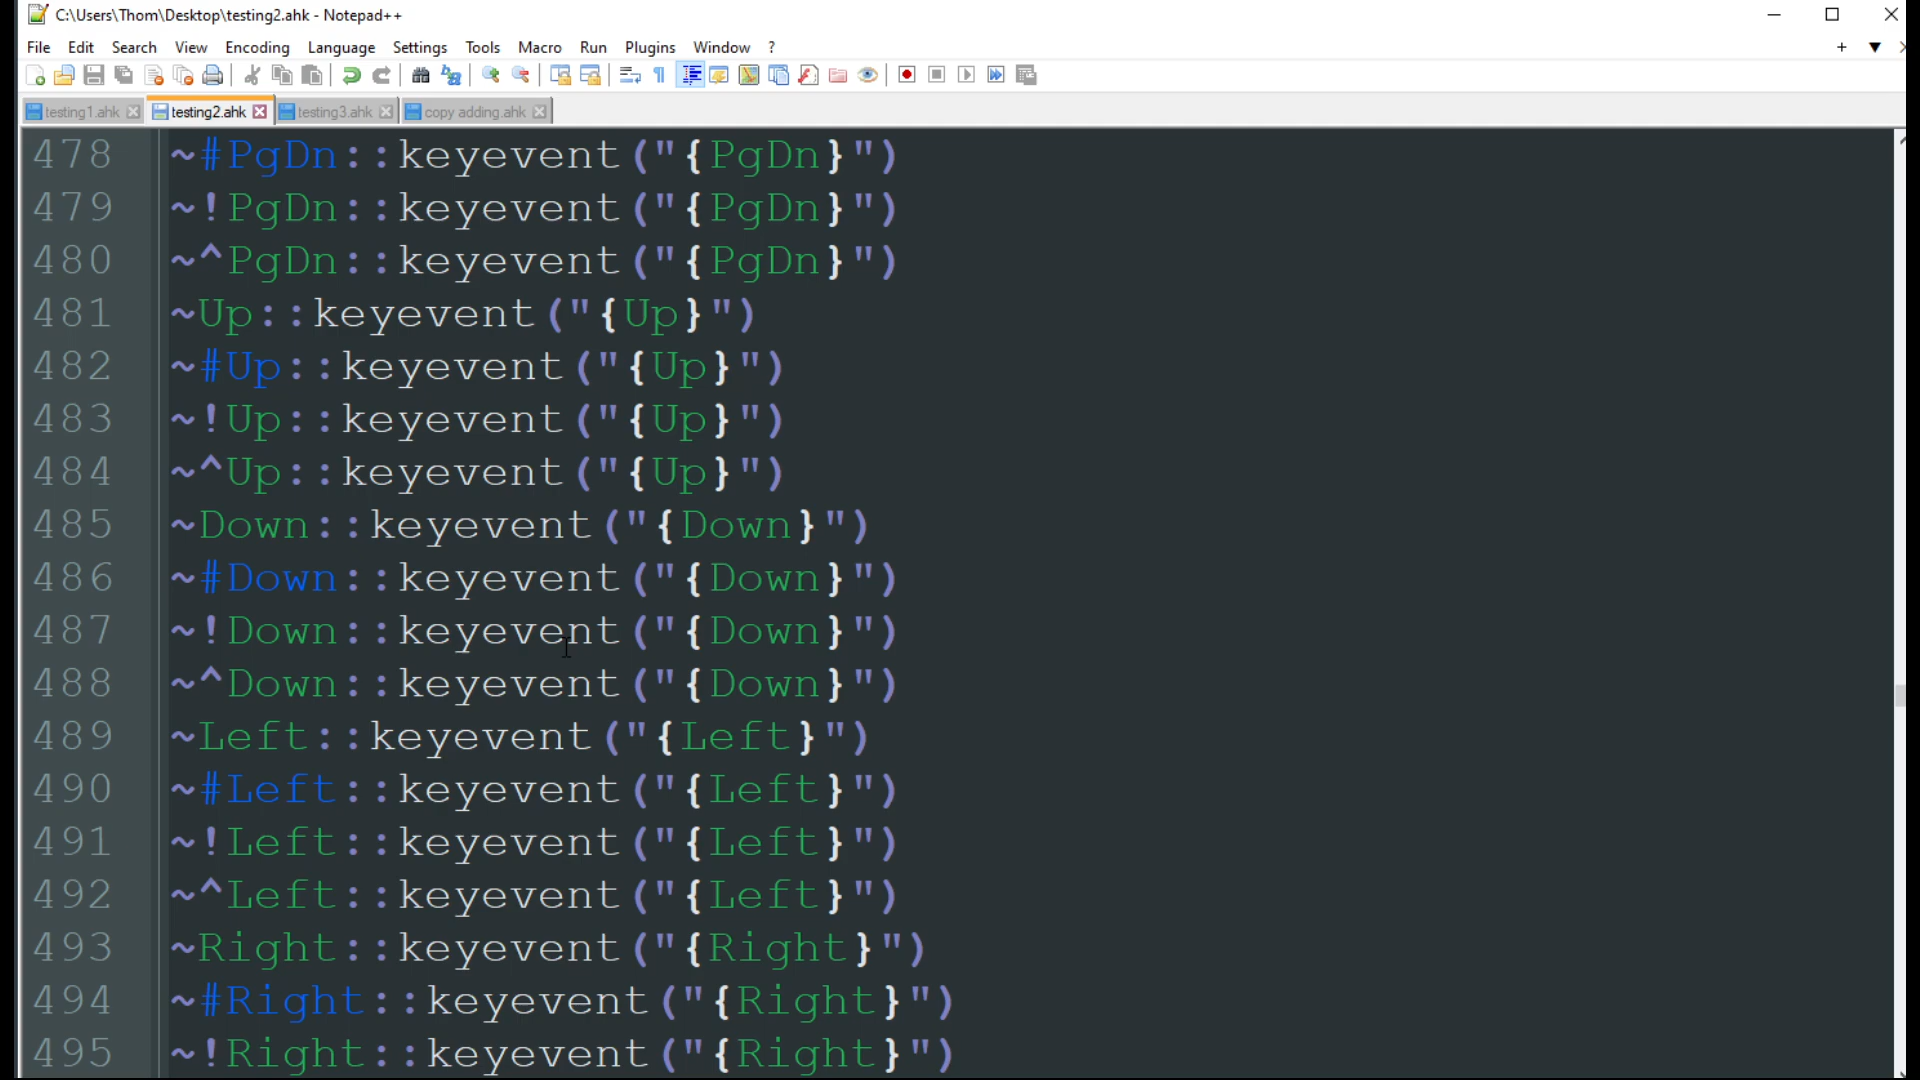 C:\Users\Thom\Desktop\testing2.ahk - Notepad++
File Edit Search View Encoding Language Settings Tools Macro Run Plugins Window ?
testing1.ahk testing2.ahk testing3.ahk copy adding.ahk
478 ~#PgDn::keyevent("{PgDn}")
479 ~!PgDn::keyevent("{PgDn}")
480 ~^PgDn::keyevent("{PgDn}")
481 ~Up::keyevent("{Up}")
482 ~#Up::keyevent("{Up}")
483 ~!Up::keyevent("{Up}")
484 ~^Up::keyevent("{Up}")
485 ~Down::keyevent("{Down}")
486 ~#Down::keyevent("{Down}")
487 ~!Down::keyevent("{Down}")
488 ~^Down::keyevent("{Down}")
489 ~Left::keyevent("{Left}")
490 ~#Left::keyevent("{Left}")
491 ~!Left::keyevent("{Left}")
492 ~^Left::keyevent("{Left}")
493 ~Right::keyevent("{Right}")
494 ~#Right::keyevent("{Right}")
495 ~!Right::keyevent("{Right}")